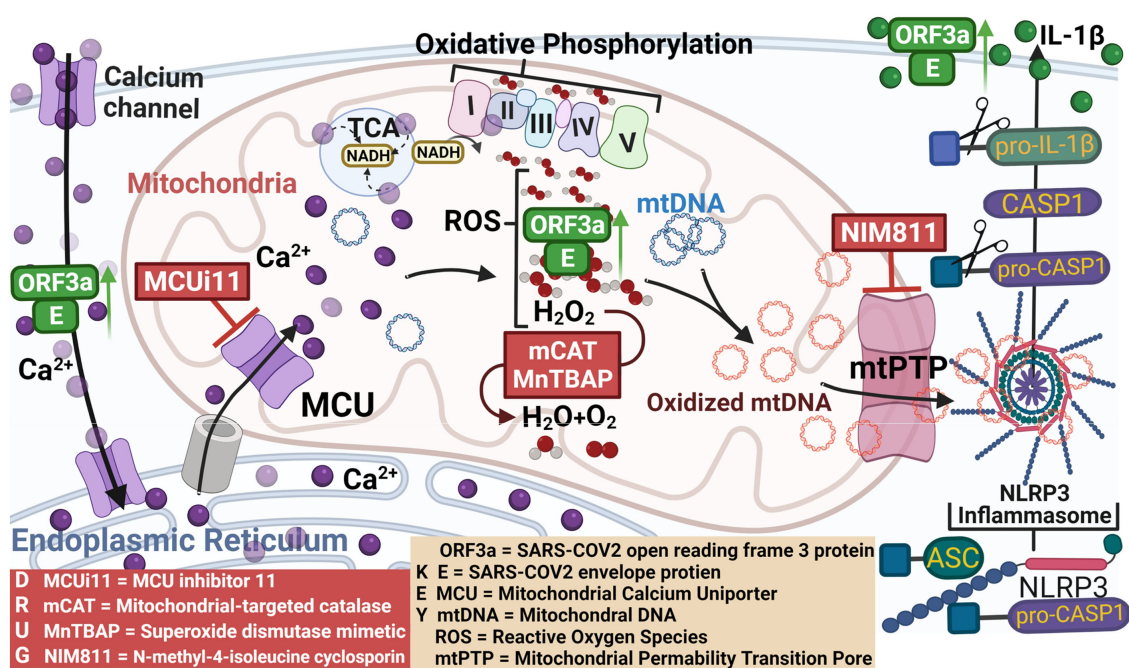 Oxidative Phosphorylation
ORF3a
E
IL-1β
Calcium
channel
I
II
III
IV
V
TCA
NADH
NADH
pro-IL-1β
Mitochondria
CASP1
ROS
ORF3a
E
mtDNA
NIM811
Ca²⁺
pro-CASP1
ORF3a
E
MCUi11
H₂O₂
Ca²⁺
mCAT
MnTBAP
mtPTP
MCU
Oxidized mtDNA
H₂O+O₂
Ca²⁺
NLRP3
Inflammasome
Endoplasmic Reticulum
ASC
NLRP3
pro-CASP1
D MCUi11 = MCU inhibitor 11
R mCAT = Mitochondrial-targeted catalase
U MnTBAP = Superoxide dismutase mimetic
G NIM811 = N-methyl-4-isoleucine cyclosporin
ORF3a = SARS-COV2 open reading frame 3 protein
K E = SARS-COV2 envelope protien
E MCU = Mitochondrial Calcium Uniporter
Y mtDNA = Mitochondral DNA
ROS = Reactive Oxygen Species
mtPTP = Mitochondrial Permability Transition Pore